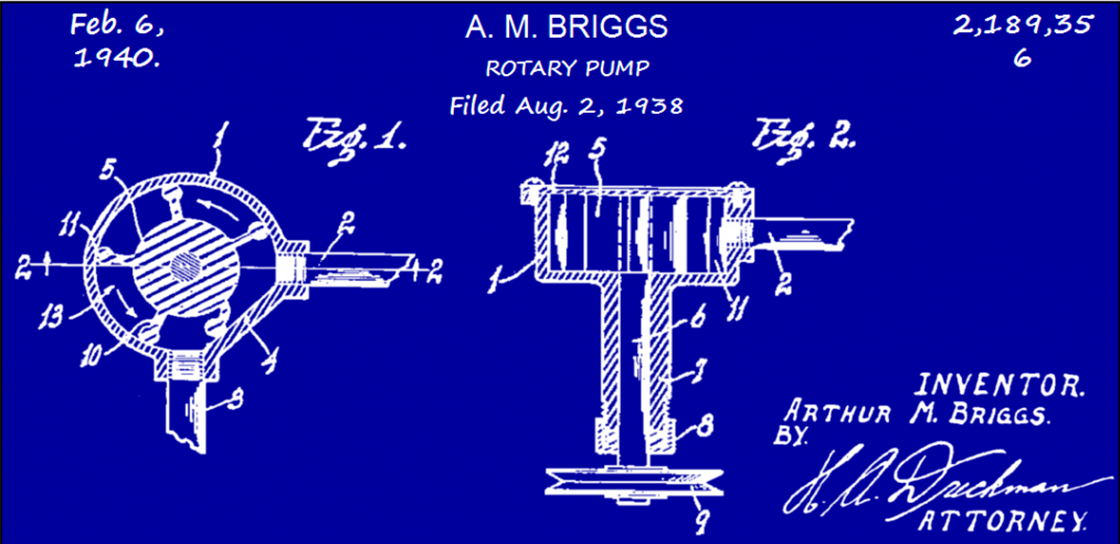 Feb. 6,
1940.
A. M. BRIGGS
ROTARY PUMP
Filed Aug. 2, 1938
2,189,35
6
Fig. 1.
1
5
11
2
2
2
13
10
4
3
Fig. 2.
12
5
1
2
11
6
7
8
9
INVENTOR.
ARTHUR M. BRIGGS.
BY.
H. A. Druckman
ATTORNEY.